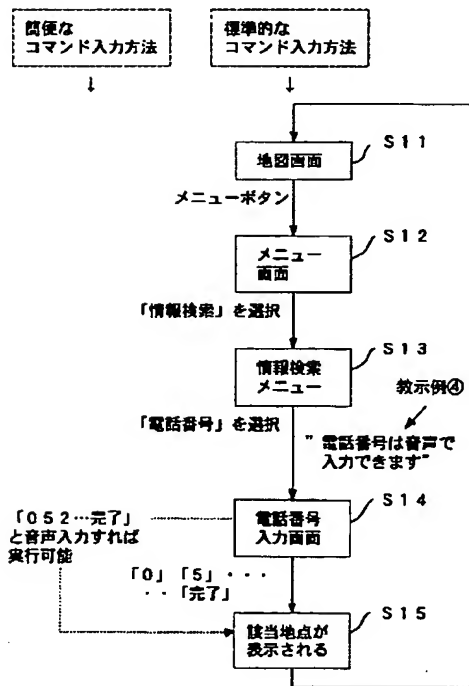 簡便な
コマンド入力方法
標準的な
コマンド入力方法
↓
↓
S11
地図画面
メニューボタン
S12
メニュー
画面
「情報検索」を選択
S13
情報検索
メニュー
教示例④
「電話番号」を選択
"電話番号は音声で
入力できます"
S14
電話番号
入力画面
「052…完了」
と音声入力すれば
実行可能
「0」「5」・・・
・・「完了」
S15
該当地点が
表示される